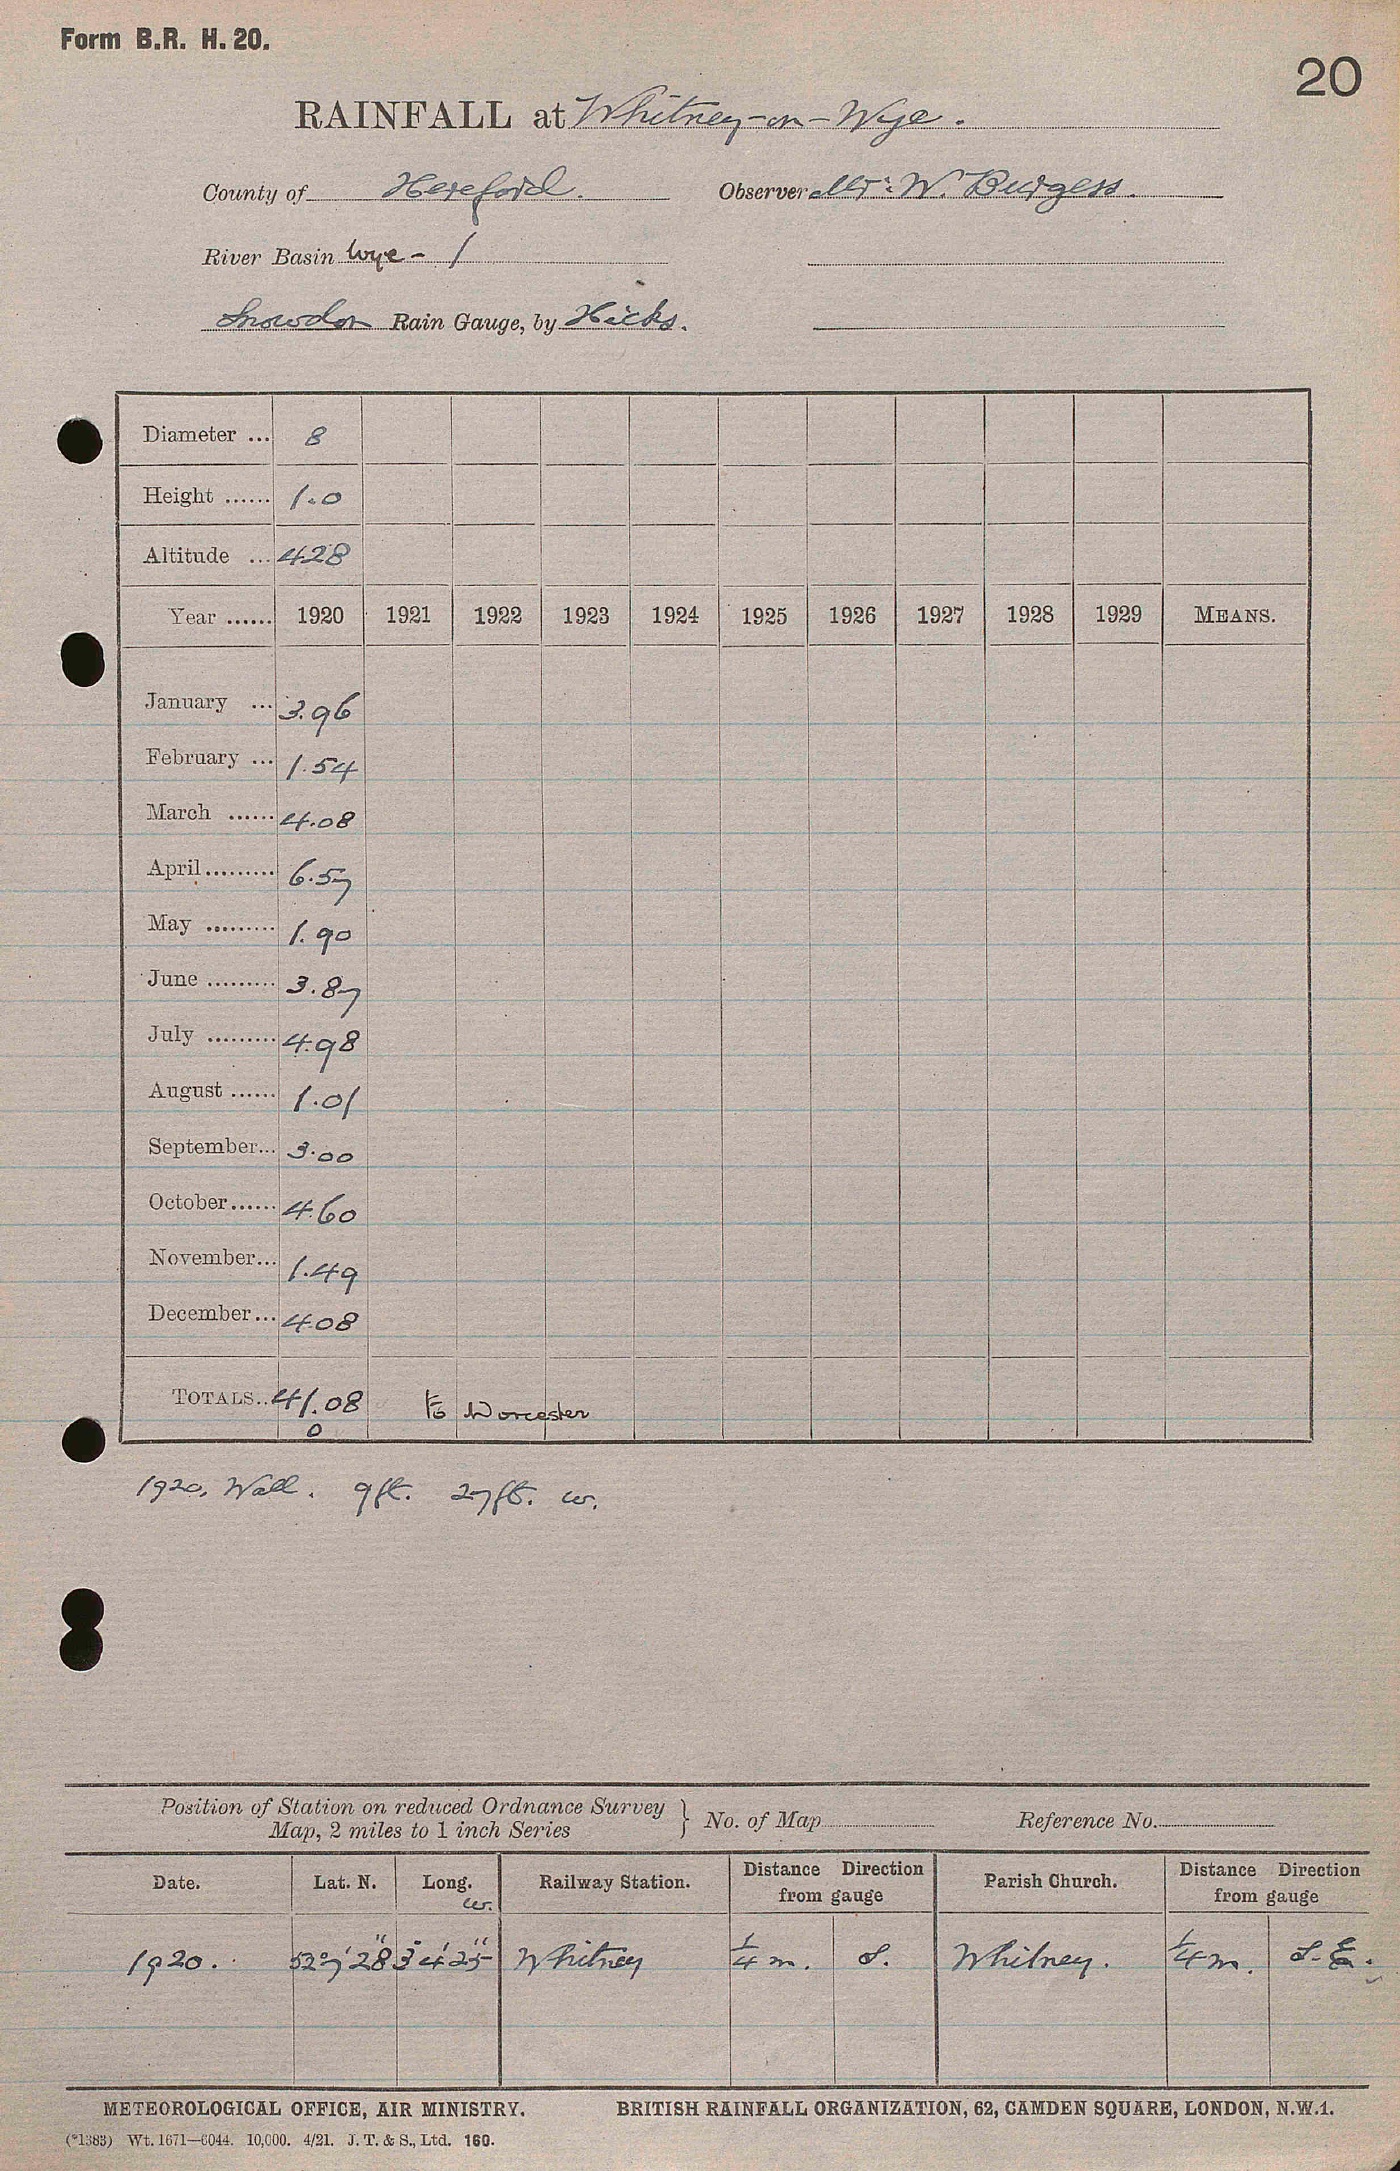 Form B.R. H. 20.
20
RAINFALL at Whitney-on-Wye.
County of Hereford. Observer Mr. W. Burgess.
River Basin Wye - 1
Snowdon Rain Gauge, by Hicks.
Diameter ... 8
Height ...... 1.0
Altitude ... 428
Year ...... 1920 1921 1922 1923 1924 1925 1926 1927 1928 1929 MEANS.
January ... 3.96
February ... 1.54
March ...... 4.08
April ......... 6.57
May ......... 1.90
June ......... 3.87
July ......... 4.98
August ...... 1.01
September... 3.00
October ...... 4.60
November... 1.49
December... 4.08
TOTALS.. 41.08 to Worcester
0
1920, Wall. 9ft. 27ft. w.
Position of Station on reduced Ordnance Survey
Map, 2 miles to 1 inch Series } No. of Map Reference No.
Date. Lat. N. Long. W. Railway Station. Distance Direction from gauge Parish Church. Distance Direction from gauge
1920. 52° 7' 28" 3° 4' 25" Whitney 1/4 m. S. Whitney. 1/4 m. S.E.
METEOROLOGICAL OFFICE, AIR MINISTRY. BRITISH RAINFALL ORGANIZATION, 62, CAMDEN SQUARE, LONDON, N.W.1.
(*1383) Wt. 1671—6044. 10,000. 4/21. J. T. & S., Ltd. 160.